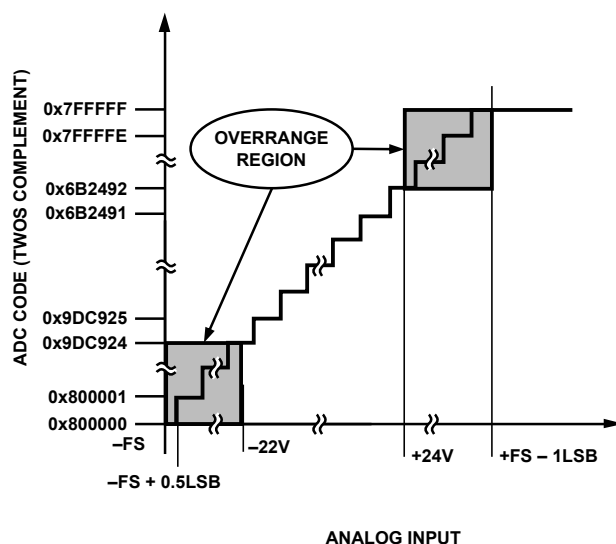 ADC CODE (TWOS COMPLEMENT)
0x7FFFFF
0x7FFFFE
0x6B2492
0x6B2491
0x9DC925
0x9DC924
0x800001
0x800000
OVERRANGE
REGION
–FS
–22V
+24V
+FS – 1LSB
–FS + 0.5LSB
ANALOG INPUT